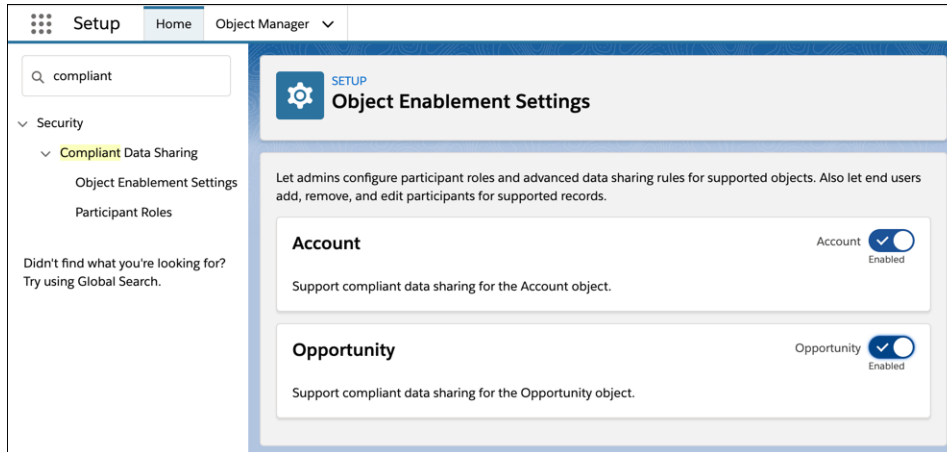 Setup
Home
Object Manager
compliant
Security
Compliant Data Sharing
Object Enablement Settings
Participant Roles
Didn't find what you're looking for?
Try using Global Search.
SETUP
Object Enablement Settings
Let admins configure participant roles and advanced data sharing rules for supported objects. Also let end users
add, remove, and edit participants for supported records.
Account
Account
Enabled
Support compliant data sharing for the Account object.
Opportunity
Opportunity
Enabled
Support compliant data sharing for the Opportunity object.